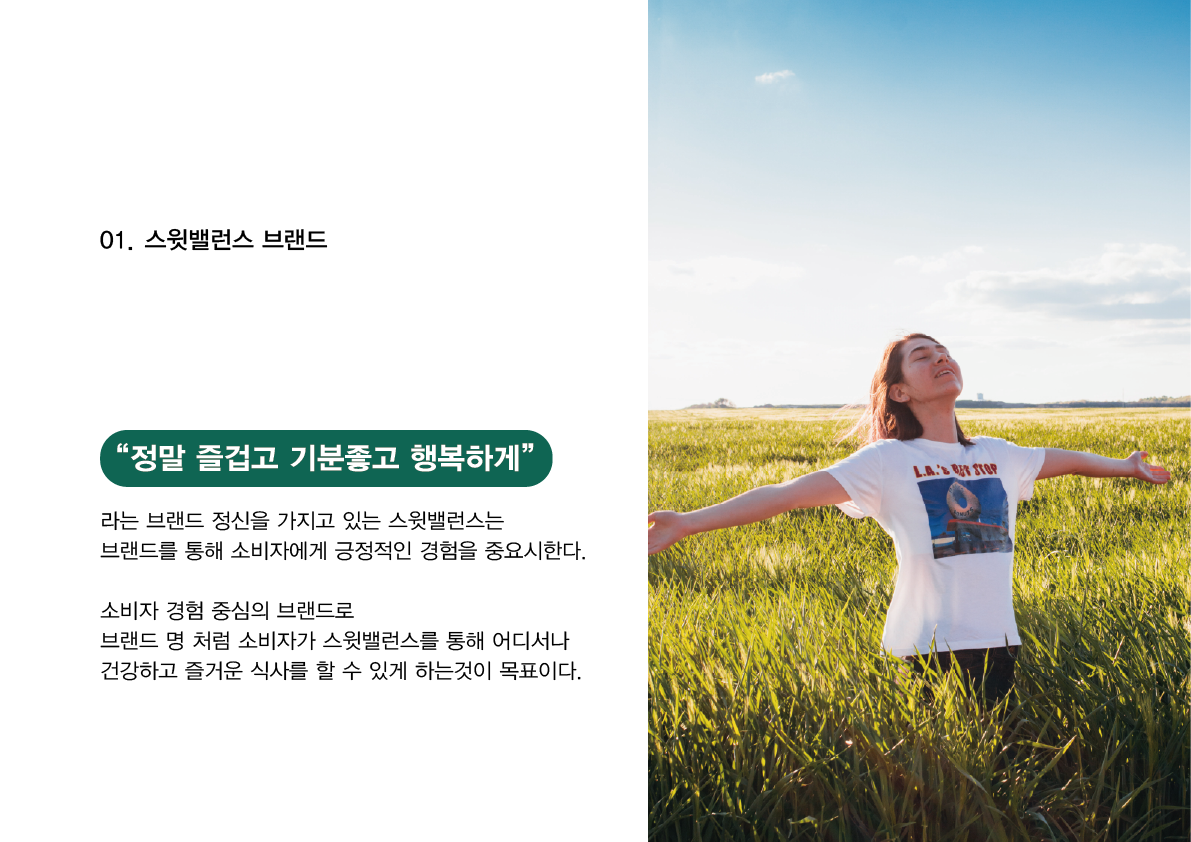 01. 스윗밸런스 브랜드
“정말 즐겁고 기분좋고 행복하게”
라는 브랜드 정신을 가지고 있는 스윗밸런스는
브랜드를 통해 소비자에게 긍정적인 경험을 중요시한다.
소비자 경험 중심의 브랜드로
브랜드 명 처럼 소비자가 스윗밸런스를 통해 어디서나
건강하고 즐거운 식사를 할 수 있게 하는것이 목표이다.
L.A.'S STOP